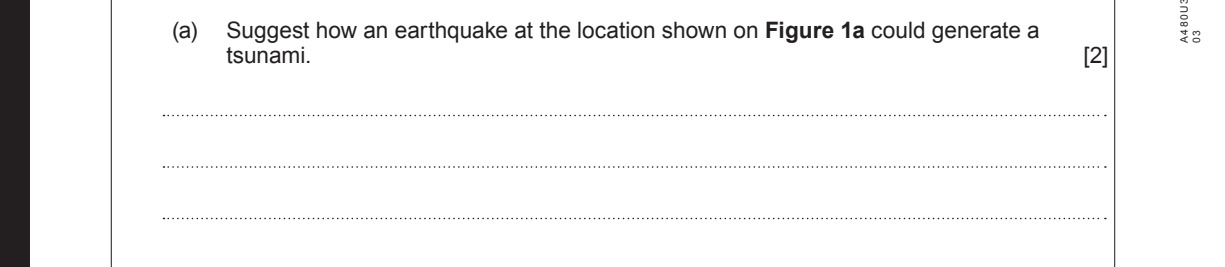 (a) Suggest how an earthquake at the location shown on Figure 1a could generate a
tsunami. [2]
A480U3
03